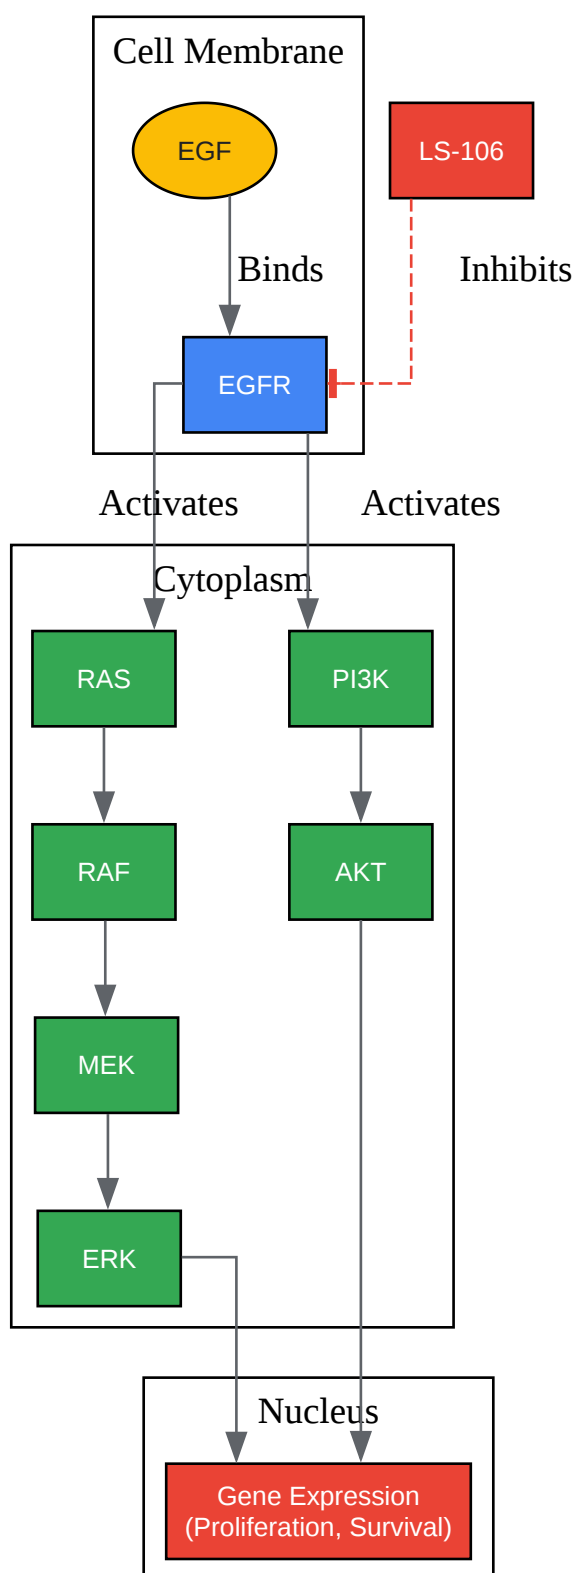 Cell Membrane
EGF
LS-106
Binds
Inhibits
EGFR
Activates
Activates
Cytoplasm
RAS
PI3K
RAF
AKT
MEK
ERK
Nucleus
Gene Expression
(Proliferation, Survival)